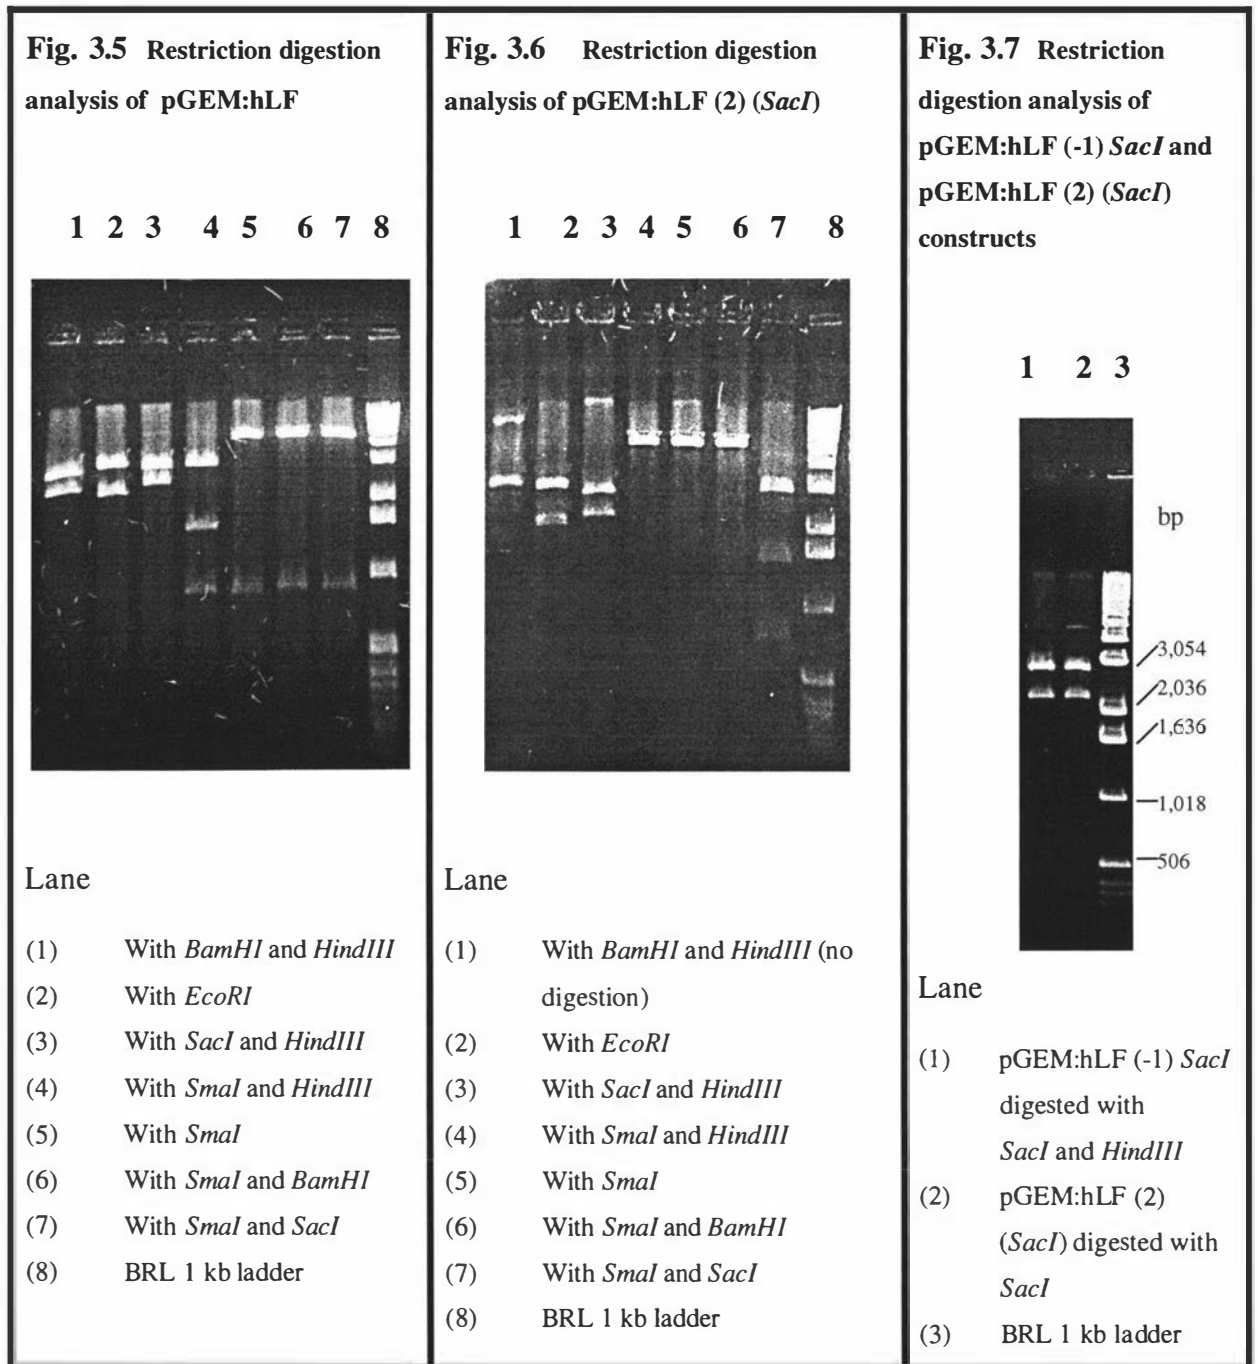 Fig. 3.5 Restriction digestion
analysis of pGEM:hLF
1 2 3 4 5 6 7 8
Lane
(1) With BamHI and HindIII
(2) With EcoRI
(3) With SacI and HindIII
(4) With SmaI and HindIII
(5) With SmaI
(6) With SmaI and BamHI
(7) With SmaI and SacI
(8) BRL 1 kb ladder
Fig. 3.6 Restriction digestion
analysis of pGEM:hLF (2) (SacI)
1 2 3 4 5 6 7 8
Lane
(1) With BamHI and HindIII (no
digestion)
(2) With EcoRI
(3) With SacI and HindIII
(4) With SmaI and HindIII
(5) With SmaI
(6) With SmaI and BamHI
(7) With SmaI and SacI
(8) BRL 1 kb ladder
Fig. 3.7 Restriction
digestion analysis of
pGEM:hLF (-1) SacI and
pGEM:hLF (2) (SacI)
constructs
1 2 3
bp
3,054
2,036
1,636
1,018
506
Lane
(1) pGEM:hLF (-1) SacI
digested with
SacI and HindIII
(2) pGEM:hLF (2)
(SacI) digested with
SacI
(3) BRL 1 kb ladder